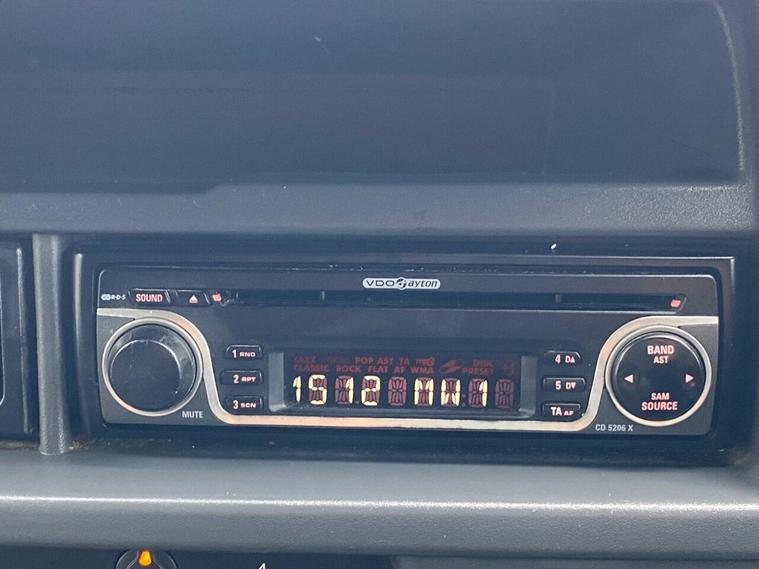 VDO Dayton
R·D·S SOUND
JAZZ POP AST TA DISC
CLASSIC ROCK FLAT AF WMA PRESET
1 RND
2 RPT
3 SCN
MUTE
4 DA
5 DV
TA AF
BAND
AST
SAM
SOURCE
CD 5206 X